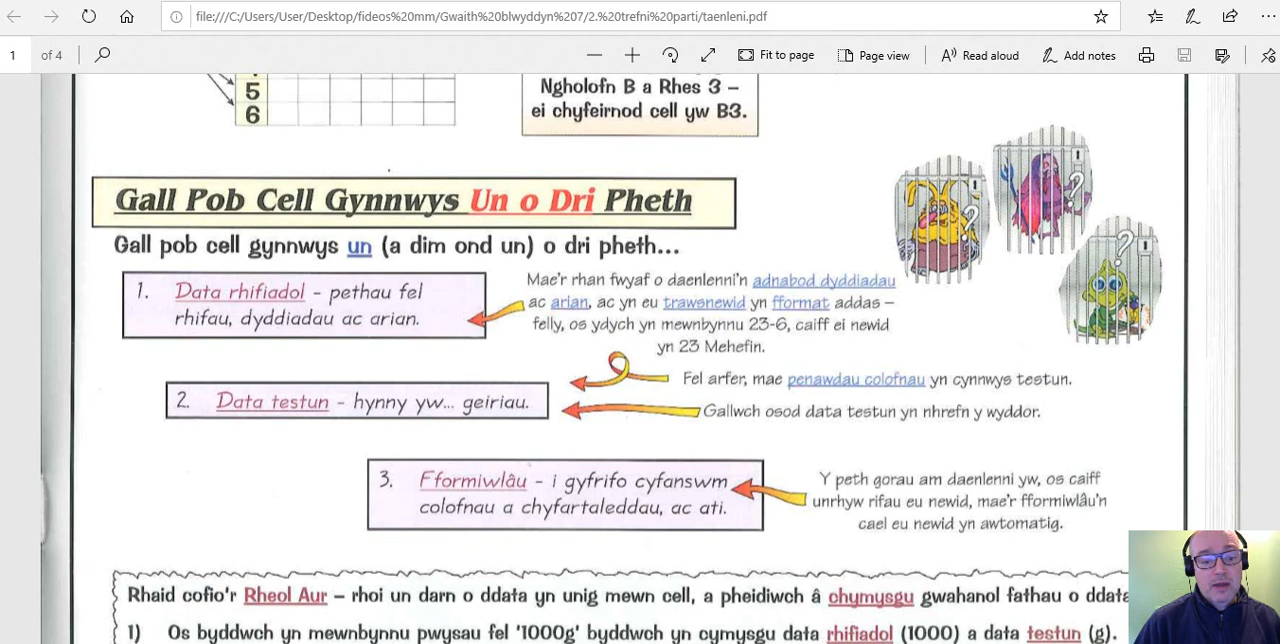 file:///C:/Users/User/Desktop/fideos%20mm/Gwaith%20blwyddyn%207/2.%20trefni%20parti/taenleni.pdf
1 of 4
Fit to page
Page view
Read aloud
Add notes
5
6
Ngholofn B a Rhes 3 –
ei chyfeirnod cell yw B3.
Gall Pob Cell Gynnwys Un o Dri Pheth
Gall pob cell gynnwys un (a dim ond un) o dri pheth...
1. Data rhifiadol - pethau fel
rhifau, dyddiadau ac arian.
Mae'r rhan fwyaf o daenlenni'n adnabod dyddiadau
ac arian, ac yn eu trawsnewid yn fformat addas –
felly, os ydych yn mewnbynnu 23-6, caiff ei newid
yn 23 Mehefin.
2. Data testun - hynny yw... geiriau.
Fel arfer, mae penawdau colofnau yn cynnwys testun.
Gallwch osod data testun yn nhrefn y wyddor.
3. Fformiwlâu - i gyfrifo cyfanswm
colofnau a chyfartaleddau, ac ati.
Y peth gorau am daenlenni yw, os caiff
unrhyw rifau eu newid, mae'r fformiwlâu'n
cael eu newid yn awtomatig.
Rhaid cofio'r Rheol Aur – rhoi un darn o ddata yn unig mewn cell, a pheidiwch â chymysgu gwahanol fathau o ddata
1) Os byddwch yn mewnbynnu pwysau fel '1000g' byddwch yn cymysgu data rhifiadol (1000) a data testun (g).